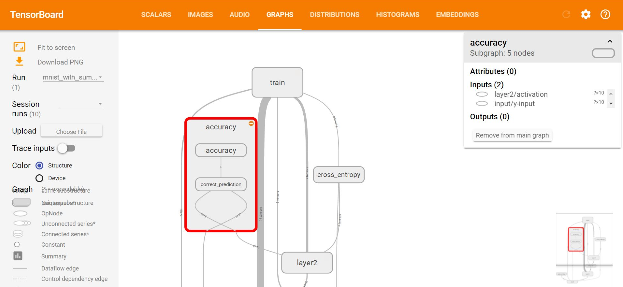 TensorBoard
SCALARS IMAGES AUDIO GRAPHS DISTRIBUTIONS HISTOGRAMS EMBEDDINGS
Fit to screen
Download PNG
Run
(1)
mnist_with_sum...
Session
runs (10)
Upload Choose File
Trace inputs
Color Structure
Device
Graph
OpNode
Unconnected series*
Connected series*
Constant
Summary
Dataflow edge
Control dependency edge
train
accuracy
accuracy
correct_prediction
cross_entropy
layer2
accuracy
Subgraph: 5 nodes
Attributes (0)
Inputs (2)
layer2/activation ?×10
input/y-input ?×10
Outputs (0)
Remove from main graph